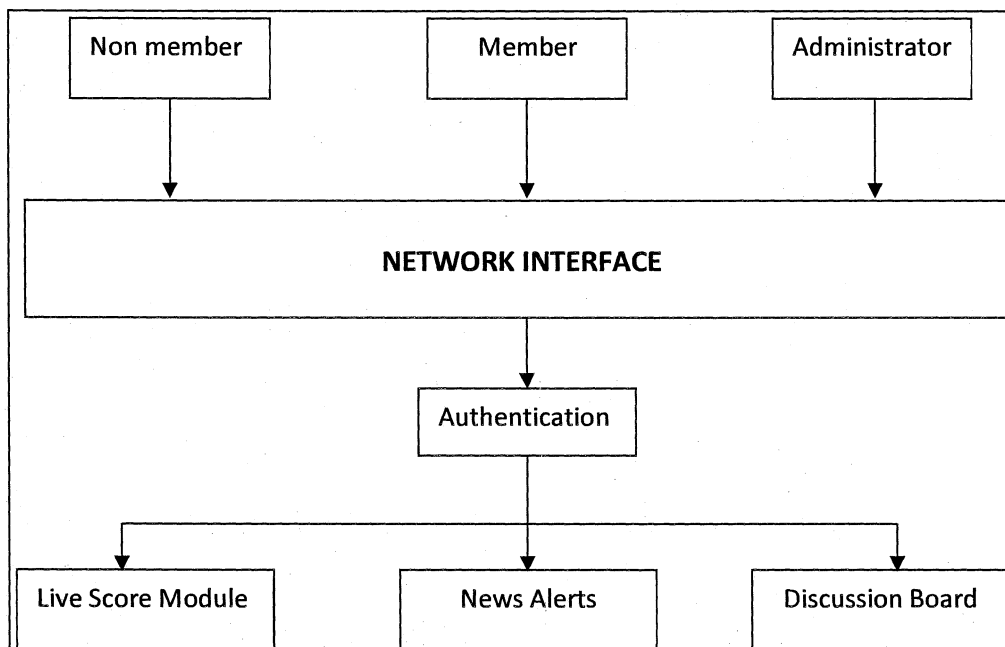 Non member
Member
Administrator
NETWORK INTERFACE
Authentication
Live Score Module
News Alerts
Discussion Board